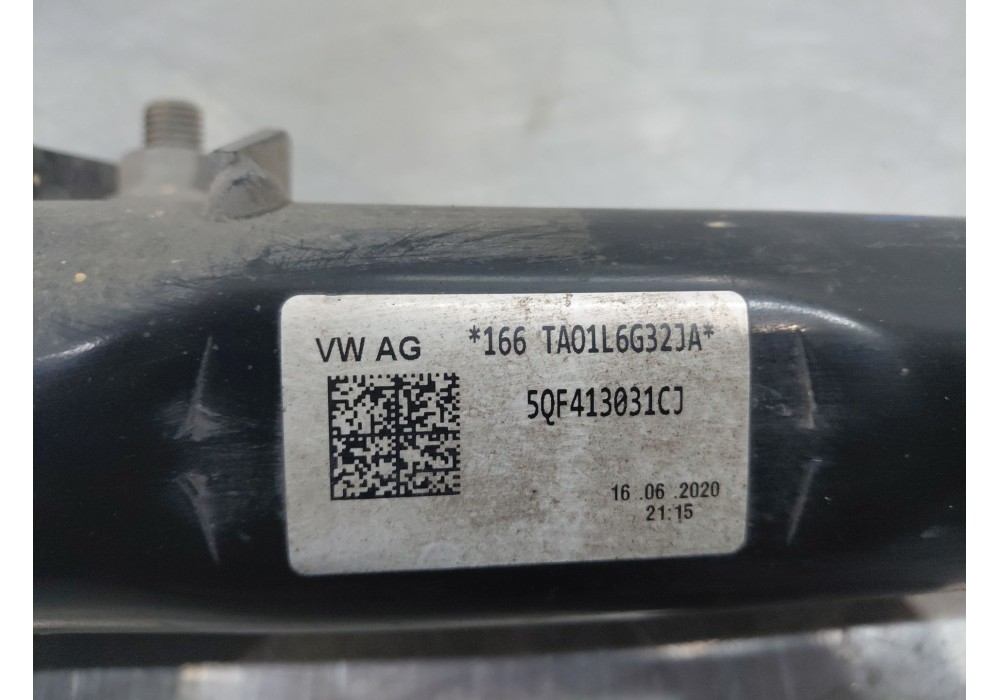 VW AG
*166 TA01L6G32JA*
5QF413031CJ
16 .06 .2020
21:15